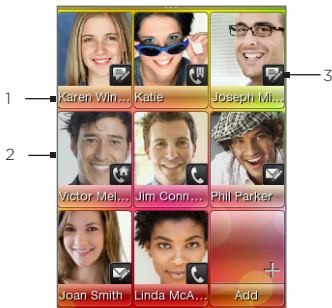 1
3
Karen Win... Katie Joseph Mi...
2
Victor Mel... Jim Conn... Phil Parker
Joan Smith Linda McA... Add